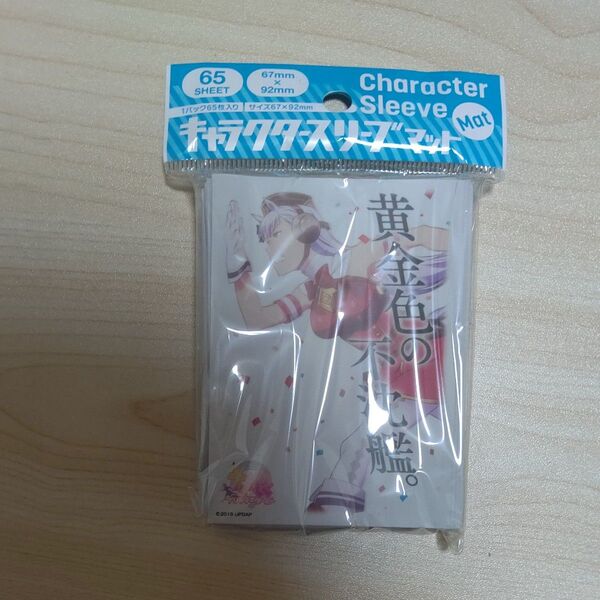 65
SHEET
67mm
×
92mm
Character
Sleeve
Mat
1パック65枚入り サイズ67×92mm
キャラクタースリーブマット
黄金色の
不沈艦。
©2018 UPDAP